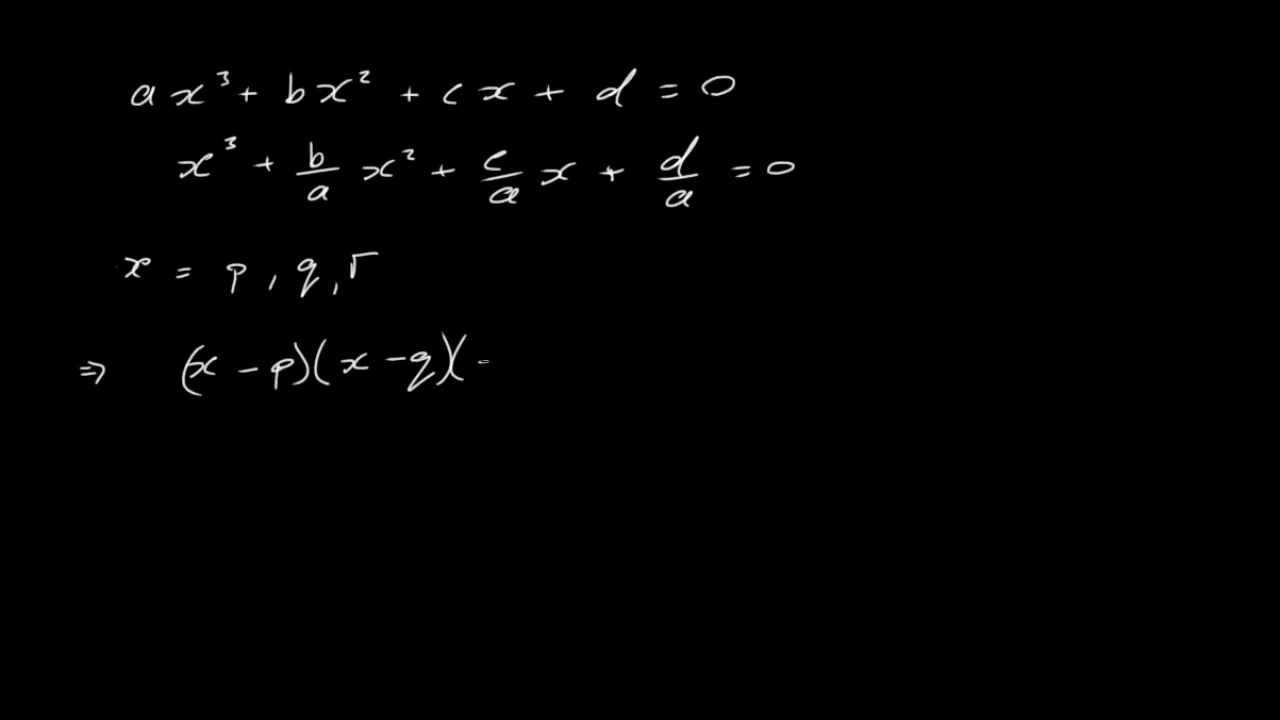 ax³ + bx² + cx + d = 0
x³ + b/a x² + c/a x + d/a = 0
x = p, q, r
⇒ (x - p)(x - q)(